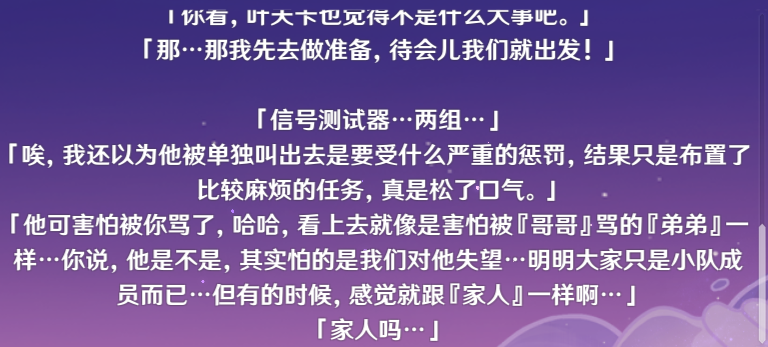 「你看，叶夫卡也觉得不是什么大事吧。」
「那…那我先去做准备，待会儿我们就出发！」
「信号测试器…两组…」
「唉，我还以为他被单独叫出去是要受什么严重的惩罚，结果只是布置了
比较麻烦的任务，真是松了口气。」
「他可害怕被你骂了，哈哈，看上去就像是害怕被『哥哥』骂的『弟弟』一
样…你说，他是不是，其实怕的是我们对他失望…明明大家只是小队成
员而已…但有的时候，感觉就跟『家人』一样啊…」
「家人吗…」